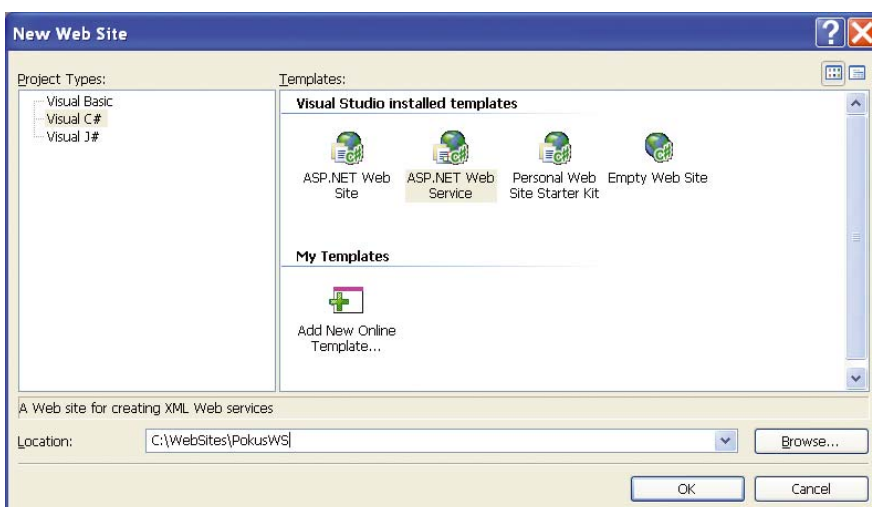 New Web Site
Project Types:
Templates:
Visual Basic
Visual C#
Visual J#
Visual Studio installed templates
ASP.NET Web
Site
ASP.NET Web
Service
Personal Web
Site Starter Kit
Empty Web Site
My Templates
Add New Online
Template...
A Web site for creating XML Web services
Location:
C:\WebSites\PokusWS
Browse...
OK
Cancel